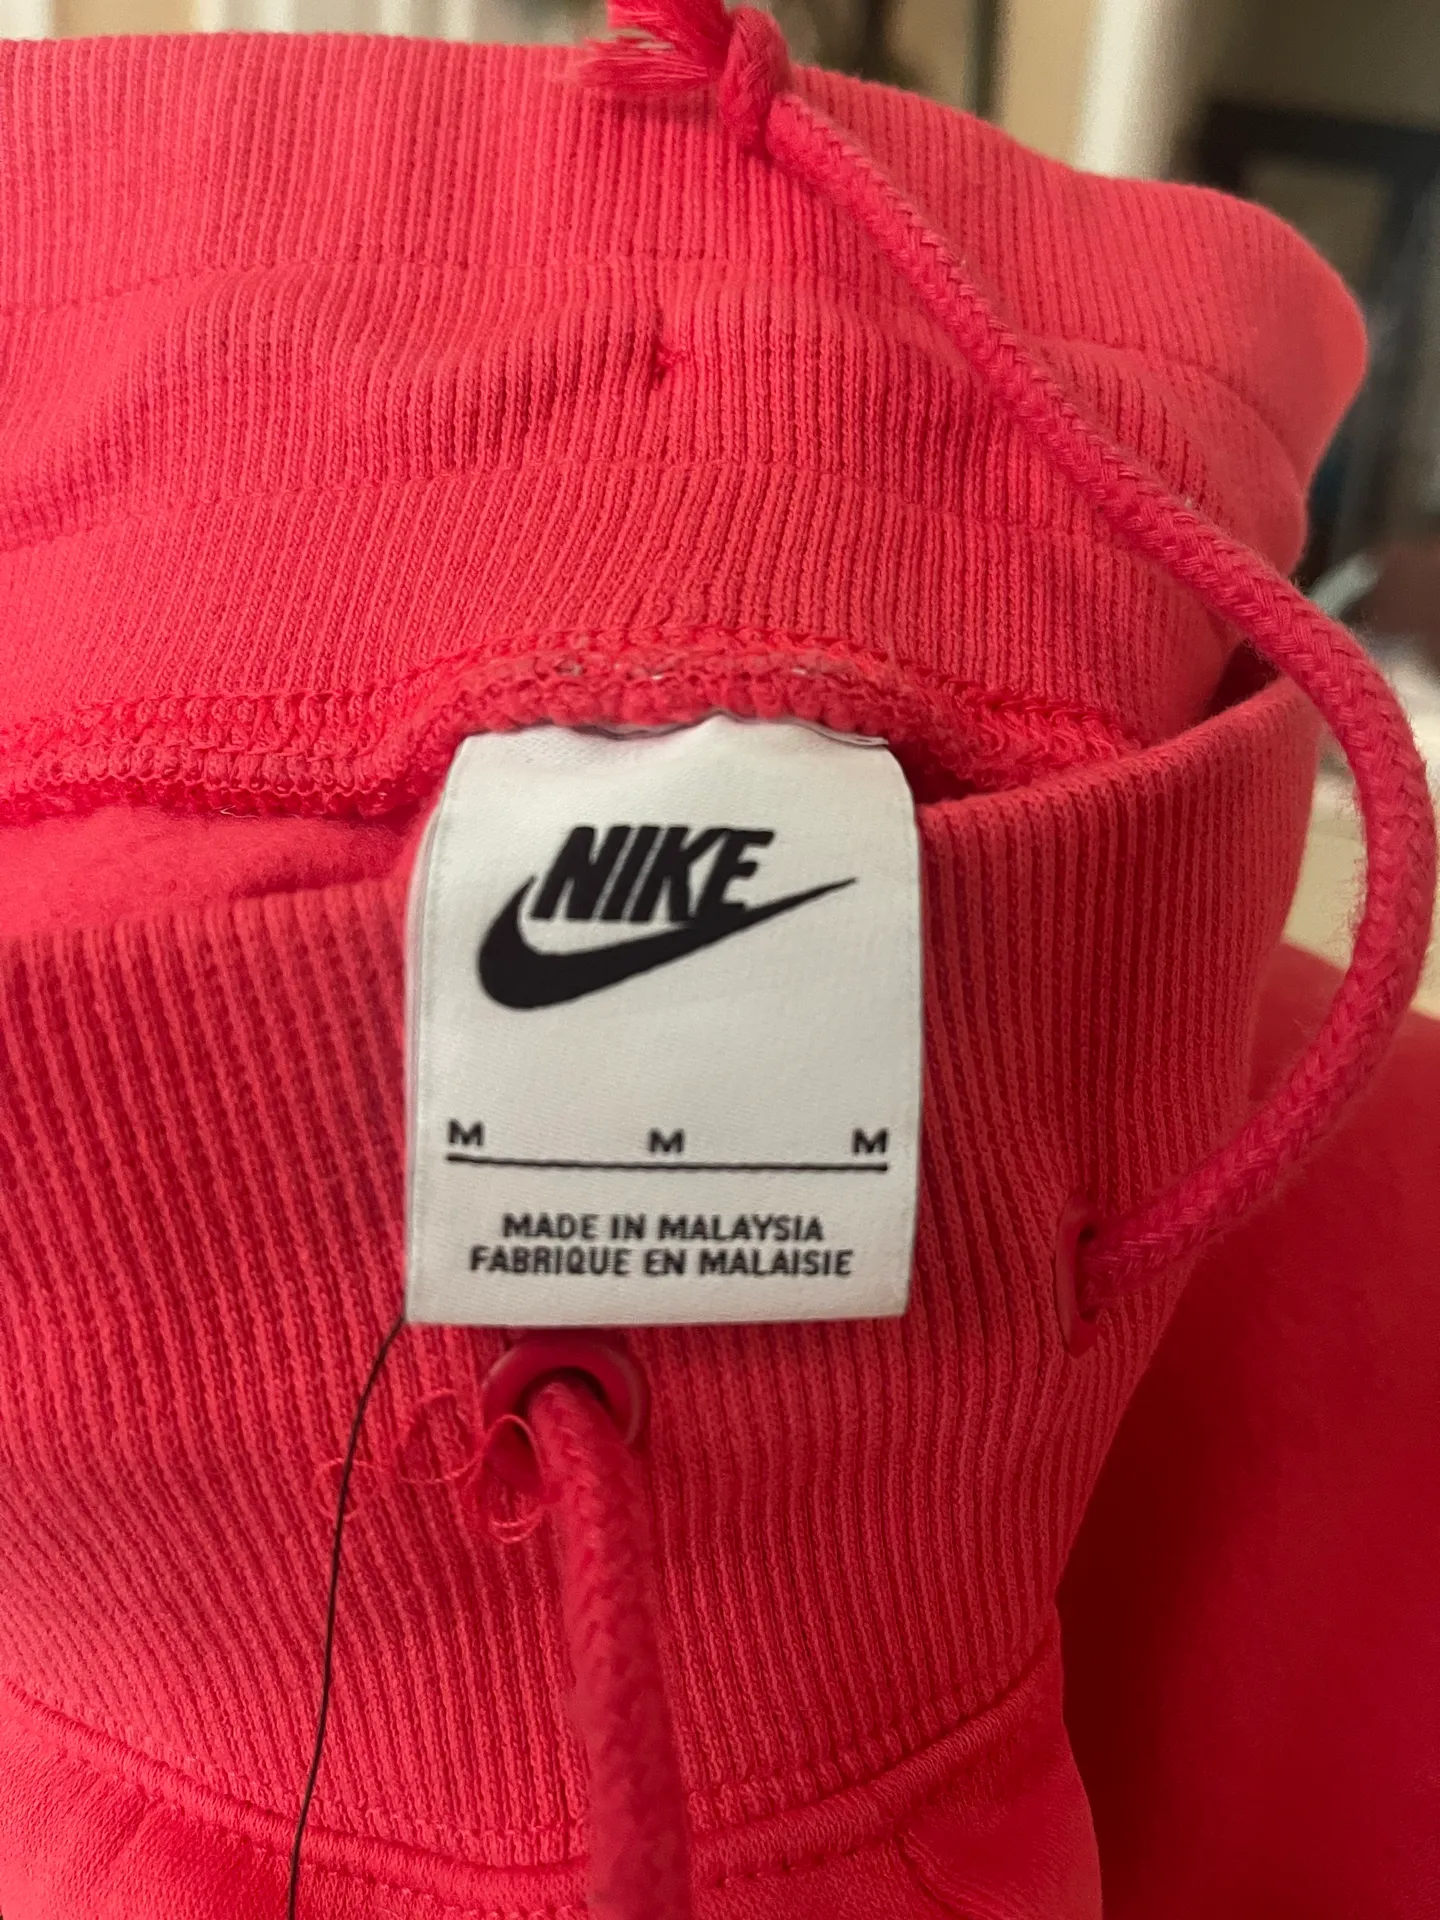 NIKE
M M M
MADE IN MALAYSIA
FABRIQUE EN MALAISIE